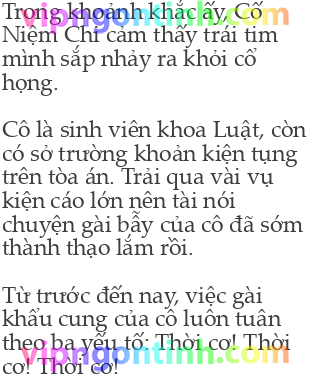 Trong khoảnh khắc ấy, Cố
Niệm Chi cảm thấy trái tim
mình sắp nhảy ra khỏi cổ
họng.
Cô là sinh viên khoa Luật, còn
có sở trường khoản kiện tụng
trên tòa án. Trải qua vài vụ
kiện cáo lớn nên tài nói
chuyện gài bẫy của cô đã sớm
thành thạo lắm rồi.
Từ trước đến nay, việc gài
khẩu cung của cô luôn tuân
theo ba yếu tố: Thời cơ! Thời
cơ! Thời cơ!
vipngontinh.com
vipngontinh.com